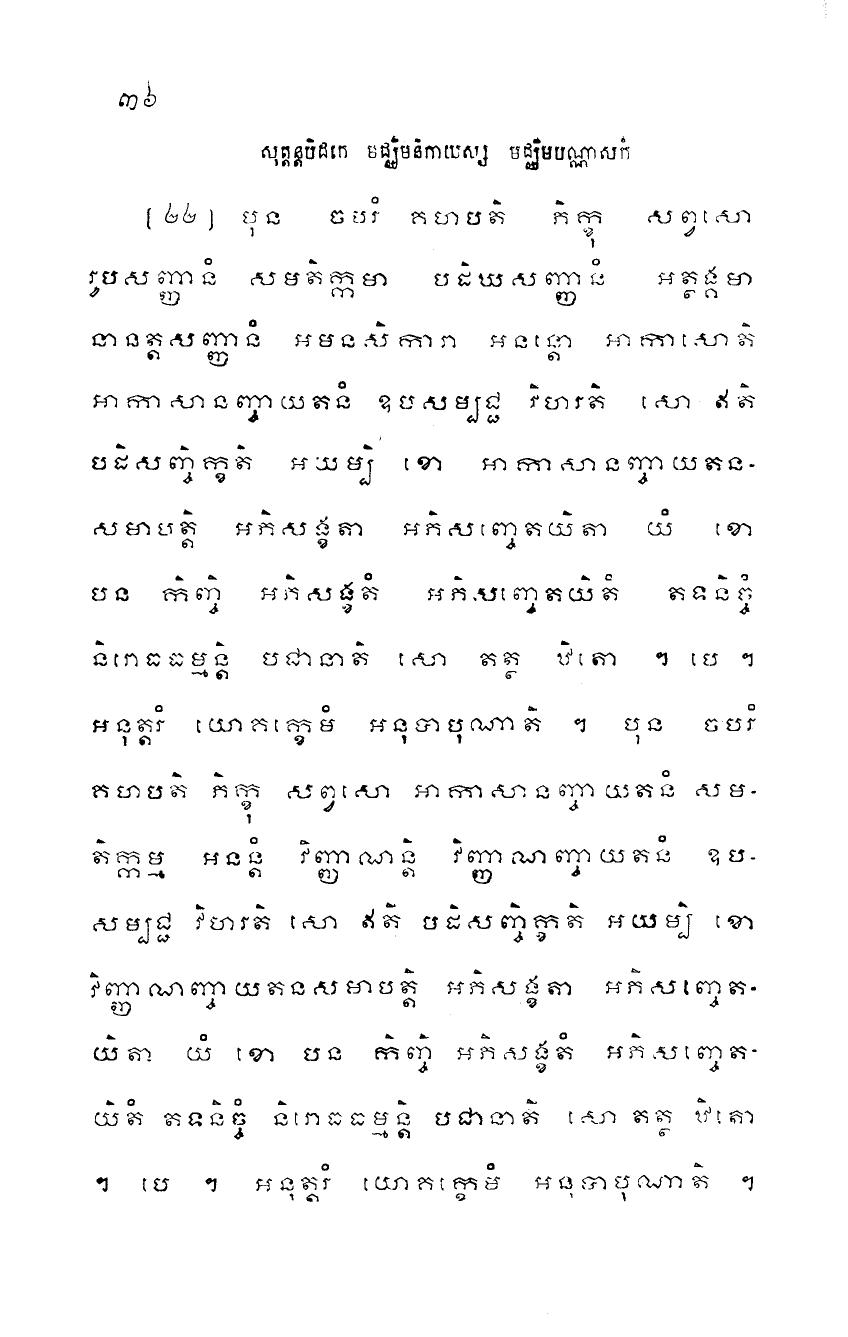 ៣៦
សុត្តន្តបិដកេ មជ្ឈិមនិកាយស្ស មជ្ឈិមបណ្ណាសកំ
[២២] បុន ចបរំ គហបតិ ភិក្ខុ សព្វសោ
រូបសញ្ញានំ សមតិក្កមា បដិឃសញ្ញានំ អត្ថង្គមា
នានត្តសញ្ញានំ អមនសិការា អនន្តោ អាកាសោតិ
អាកាសានញ្ចាយតនំ ឧបសម្បជ្ជ វិហរតិ សោ ឥតិ
បដិសញ្ចិក្ខតិ អយម្បិ ខោ អាកាសានញ្ចាយតន-
សមាបត្តិ អភិសង្ខតា អភិសញ្ចេតយិតា យំ ខោ
បន កិញ្ចិ អភិសង្ខតំ អភិសញ្ចេតយិតំ តទនិច្ចំ
និរោធធម្មន្តិ បជានាតិ សោ តត្ថ ឋិតោ ។ បេ ។
អនុត្តរំ យោគក្ខេមំ អនុបាបុណាតិ ។ បុន ចបរំ
គហបតិ ភិក្ខុ សព្វសោ អាកាសានញ្ចាយតនំ សម-
តិក្កម្ម អនន្តំ វិញ្ញាណន្តិ វិញ្ញាណញ្ចាយតនំ ឧប-
សម្បជ្ជ វិហរតិ សោ ឥតិ បដិសញ្ចិក្ខតិ អយម្បិ ខោ
វិញ្ញាណញ្ចាយតនសមាបត្តិ អភិសង្ខតា អភិសញ្ចេត-
យិតា យំ ខោ បន កិញ្ចិ អភិសង្ខតំ អភិសញ្ចេត-
យិតំ តទនិច្ចំ និរោធធម្មន្តិ បជានាតិ សោ តត្ថ ឋិតោ
។ បេ ។ អនុត្តរំ យោគក្ខេមំ អនុបាបុណាតិ ។